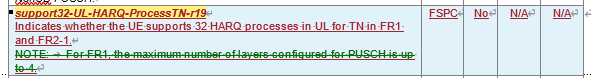 support32-UL-HARQ-ProcessTN-r19 FSPC No N/A N/A
Indicates whether the UE supports 32 HARQ processes in UL for TN in FR1
and FR2-1.
NOTE: → For FR1, the maximum number of layers configured for PUSCH is up
to 4.